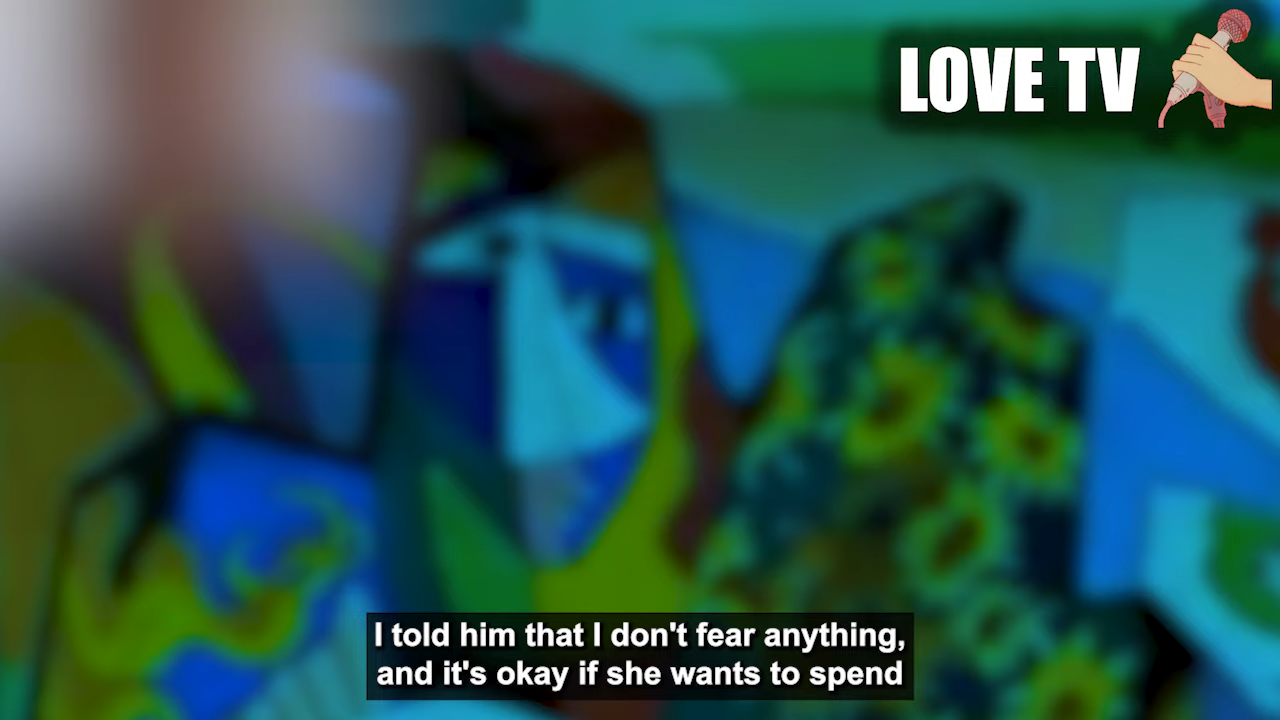 LOVE TV
I told him that I don't fear anything,
and it's okay if she wants to spend